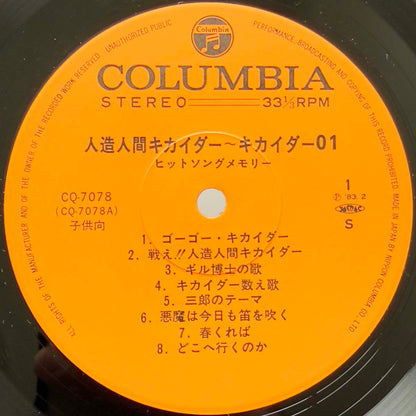 ALL RIGHTS OF THE MANUFACTURER AND OF THE OWNER OF THE RECORDED WORK RESERVED. UNAUTHORIZED PUBLIC
PERFORMANCE, BROADCASTING AND COPYING OF THIS RECORD PROHIBITED. MADE IN JAPAN BY NIPPON COLUMBIA CO., LTD.
Columbia
COLUMBIA
STEREO 33⅓RPM
人造人間キカイダー～キカイダー01
ヒットソングメモリー
CQ-7078
(CQ-7078A)
子供向
1
Ⓟ '83. 2
S
1. ゴーゴー・キカイダー
2. 戦え!!人造人間キカイダー
3. ギル博士の歌
4. キカイダー数え歌
5. 三郎のテーマ
6. 悪魔は今日も笛を吹く
7. 春くれば
8. どこへ行くのか